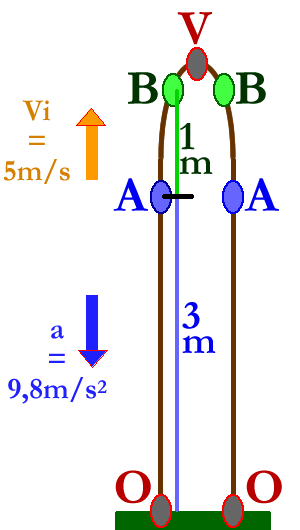 V
B B
Vi
=
5m/s
1
m
A A
3
m
a
=
9,8m/s²
O O